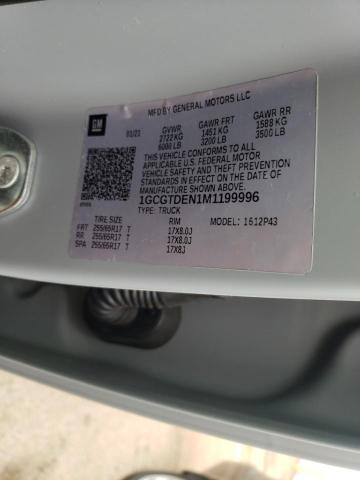 MFD BY GENERAL MOTORS LLC
GM
01/21 GVWR GAWR FRT GAWR RR
2722 KG 1451 KG 1588 KG
6000 LB 3200 LB 3500 LB
THIS VEHICLE CONFORMS TO ALL
APPLICABLE U.S. FEDERAL MOTOR
VEHICLE SAFETY AND THEFT PREVENTION
STANDARDS IN EFFECT ON THE DATE OF
MANUFACTURE SHOWN ABOVE.
1GCGTDEN1M1199996
TYPE: TRUCK
MODEL: 1612P43
TIRE SIZE RIM
FRT 255/65R17 T 17X8.0J
RR 255/65R17 T 17X8.0J
SPA 255/65R17 T 17X8J